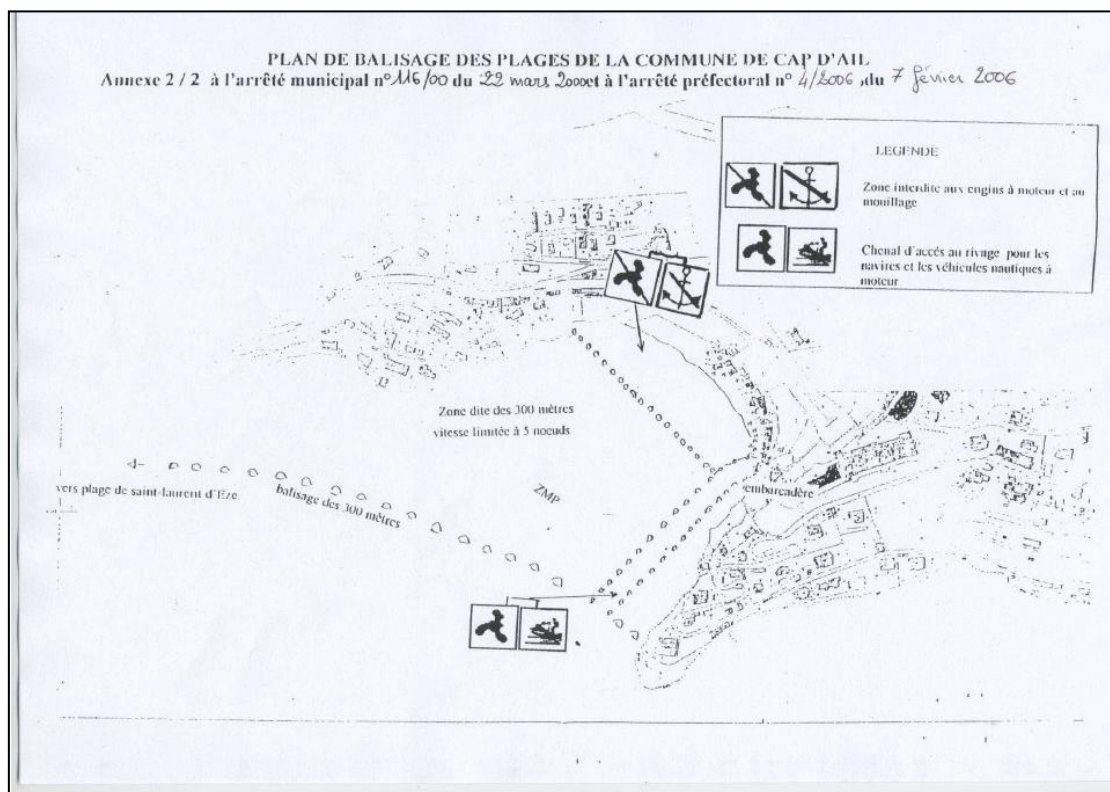 PLAN DE BALISAGE DES PLAGES DE LA COMMUNE DE CAP D'AIL
Annexe 2 / 2 à l'arrêté municipal n° 116/00 du 22 mars 2000 et à l'arrêté préfectoral n° 4/2006 ,du 7 février 2006
LEGENDE
Zone interdite aux engins à moteur et au
mouillage
Chenal d'accés au rivage pour les
navires et les véhicules nautiques à
moteur
Zone dite des 300 mètres
vitesse limitée à 5 noeuds
vers plage de saint-laurent d'Eze
balisage des 300 mètres
ZMP
embarcadère